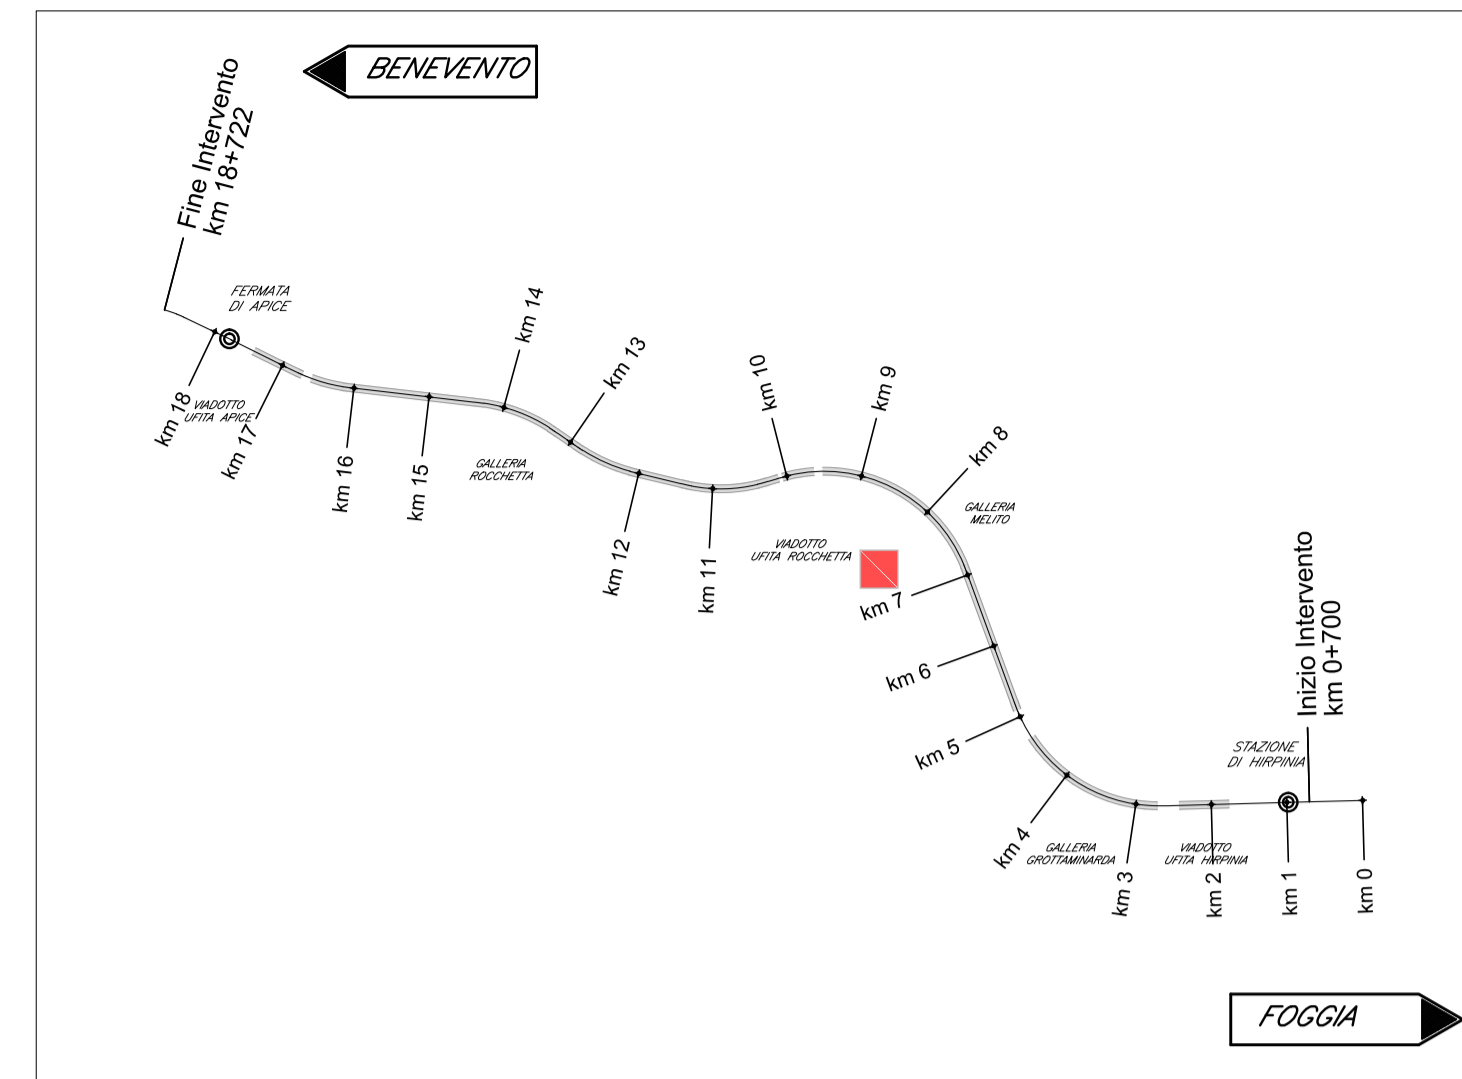 BENEVENTO
Fine Intervento
km 18+722
FERMATA
DI APICE
km 18
VIADOTTO
UFITA APICE
km 17
km 16
km 15
km 14
GALLERIA
ROCCHETTA
km 13
km 12
km 11
km 10
VIADOTTO
UFITA ROCCHETTA
km 9
km 8
GALLERIA
MELITO
km 7
km 6
km 5
km 4
GALLERIA
GROTTAMINARDA
km 3
VIADOTTO
UFITA HIRPINIA
km 2
STAZIONE
DI HIRPINIA
km 1
Inizio Intervento
km 0+700
km 0
FOGGIA